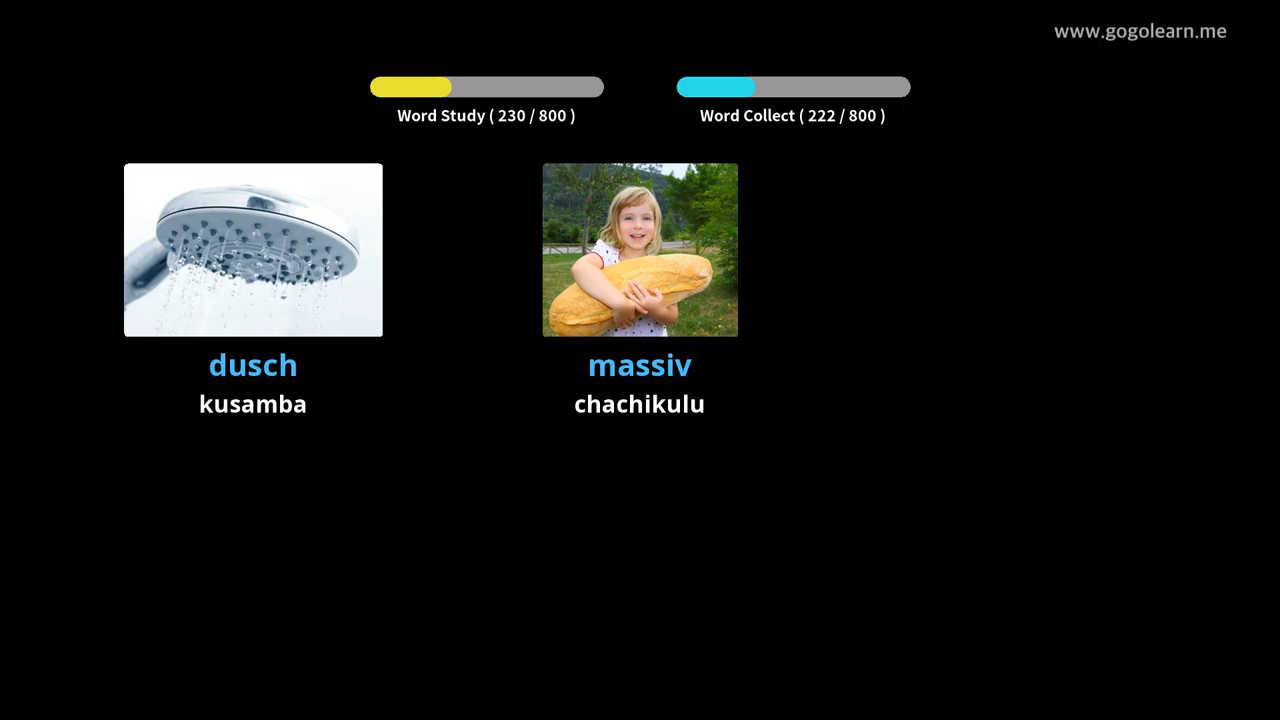 www.gogolearn.me
Word Study ( 230 / 800 )
Word Collect ( 222 / 800 )
dusch
kusamba
massiv
chachikulu